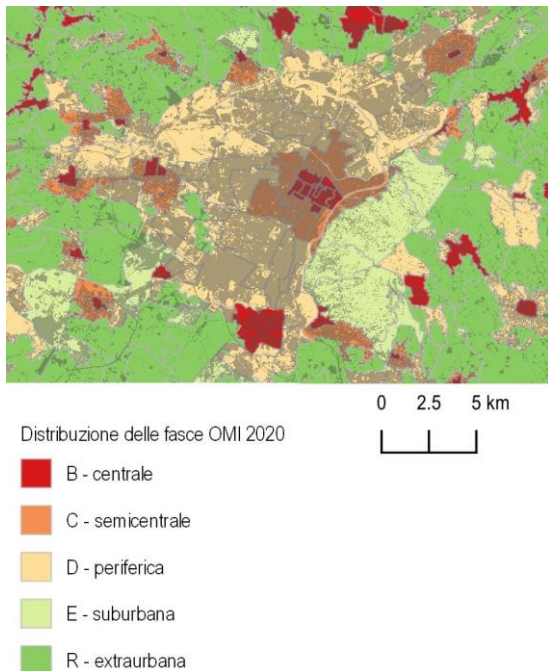 0 2.5 5 km
Distribuzione delle fasce OMI 2020
B - centrale
C - semicentrale
D - periferica
E - suburbana
R - extraurbana